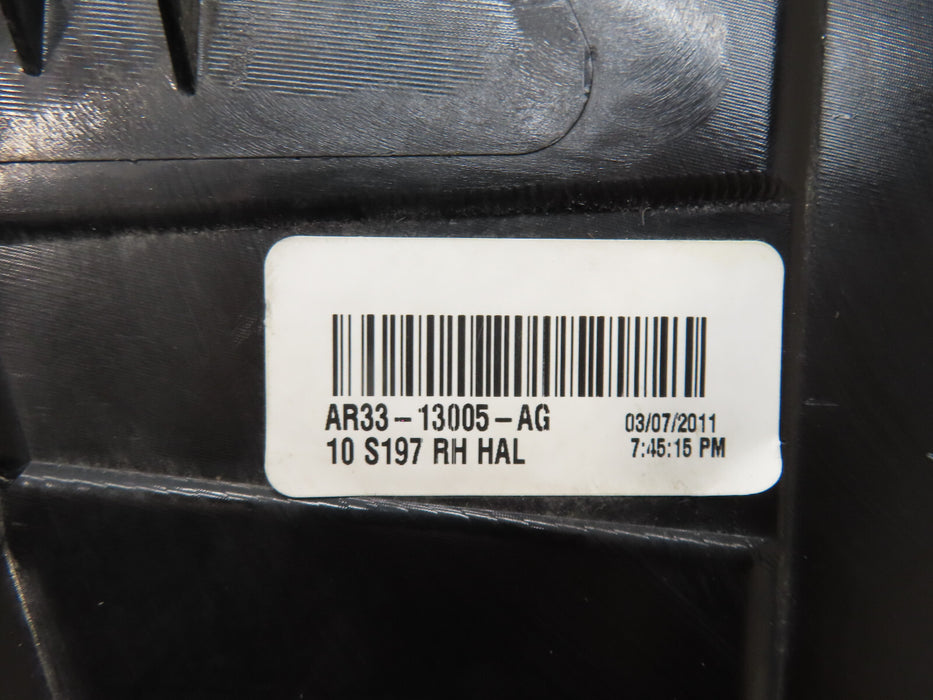 AR33-13005-AG 03/07/2011
10 S197 RH HAL 7:45:15 PM